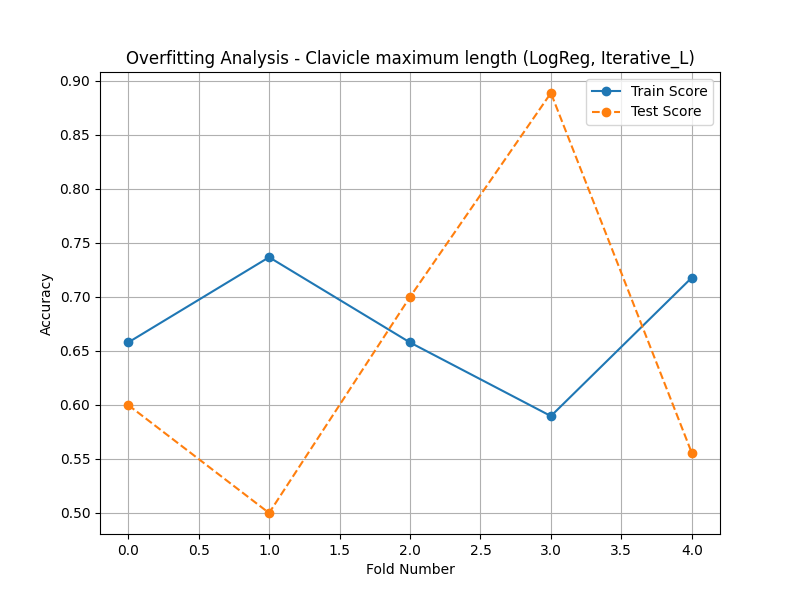 Overfitting Analysis - Clavicle maximum length (LogReg, Iterative_L)
Train Score
Test Score
Accuracy
0.90
0.85
0.80
0.75
0.70
0.65
0.60
0.55
0.50
0.0 0.5 1.0 1.5 2.0 2.5 3.0 3.5 4.0
Fold Number